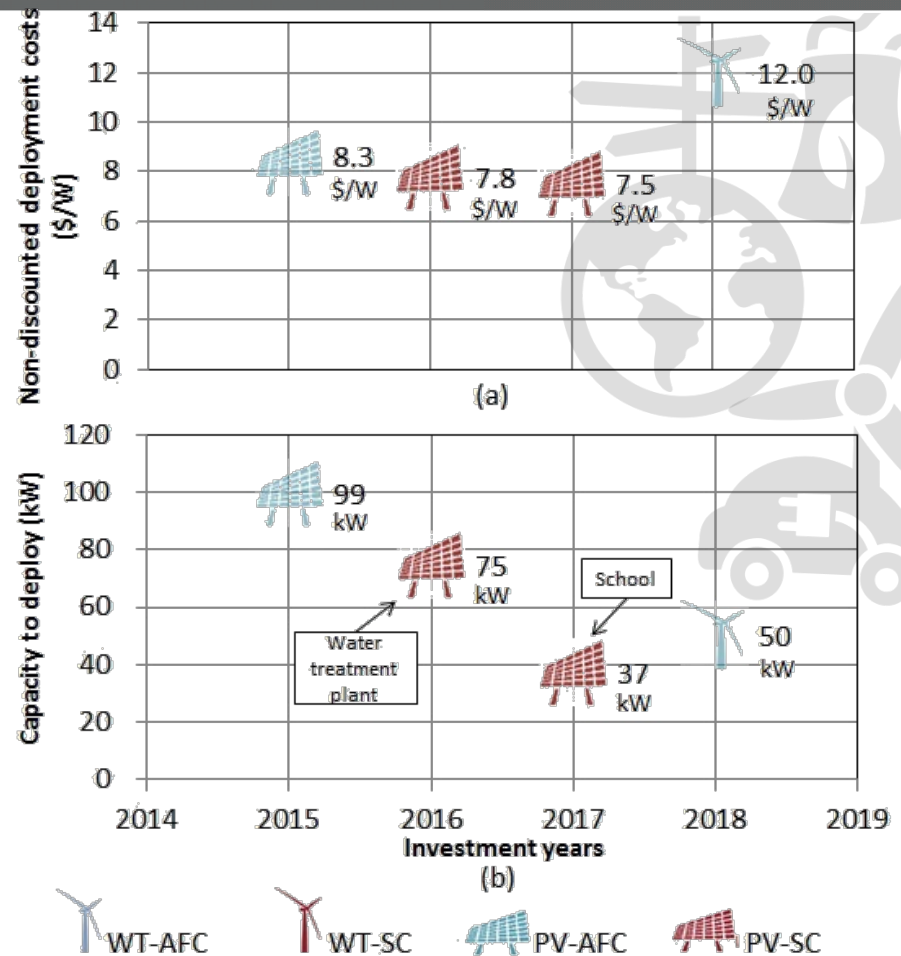 Non-discounted deployment costs
($/W)
14
12
10
8
6
4
2
0
8.3
$/W
7.8
$/W
7.5
$/W
12.0
$/W
(a)
Capacity to deploy (kW)
120
100
80
60
40
20
0
99
kW
75
kW
Water
treatment
plant
School
37
kW
50
kW
2014 2015 2016 2017 2018 2019
Investment years
(b)
WT-AFC WT-SC PV-AFC PV-SC